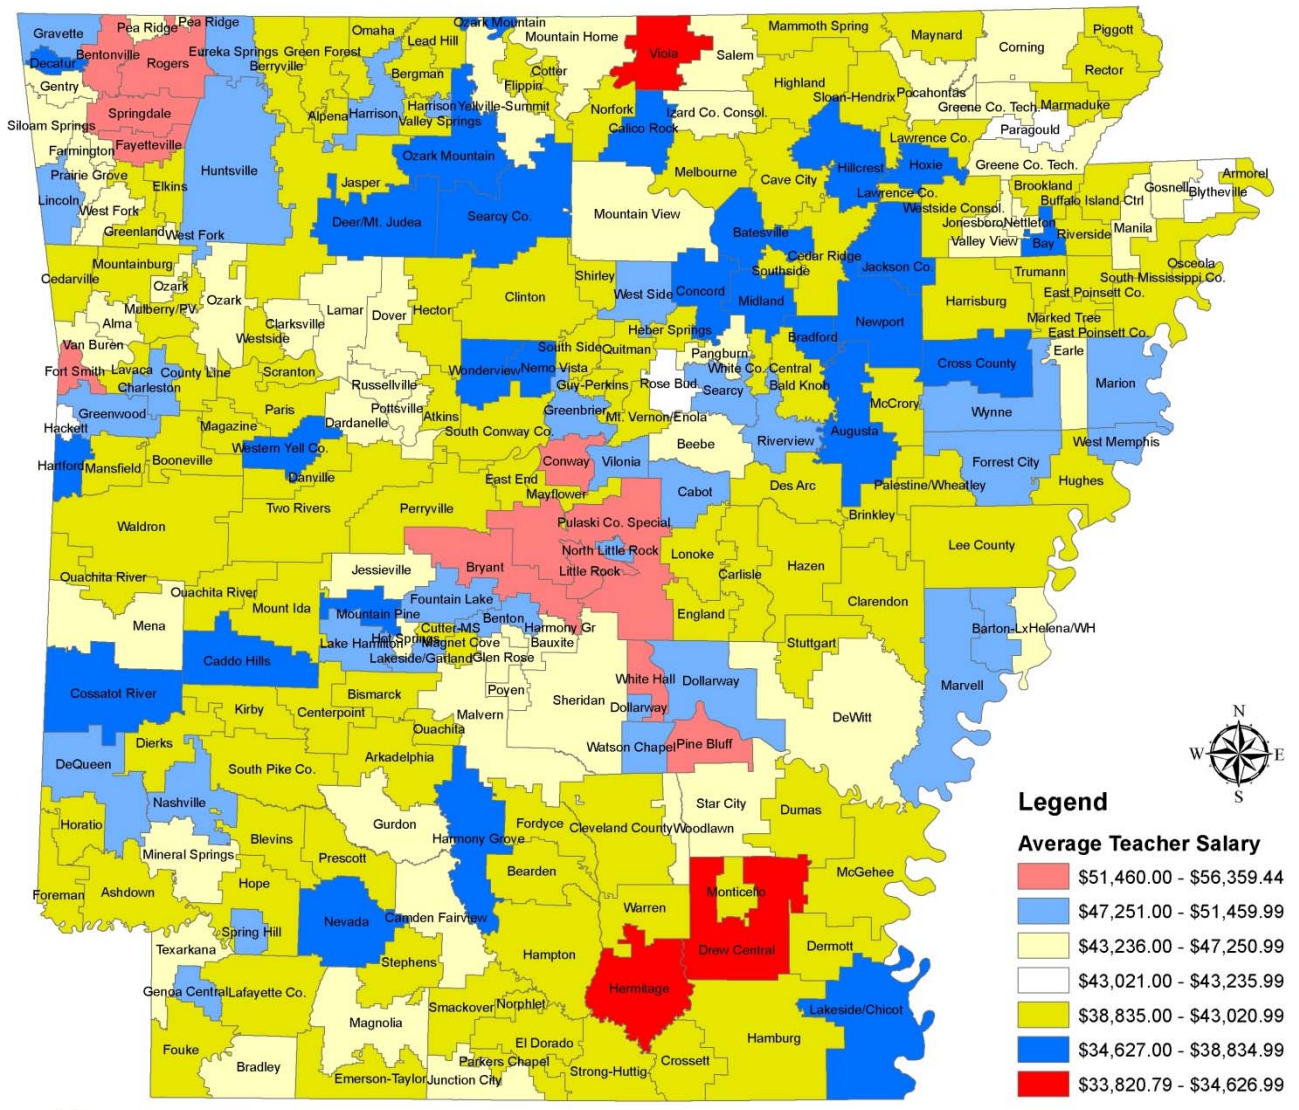 Ozark Mountain
Pea Ridge
Pea Ridge
Mammoth Spring
Gravette
Omaha
Lead Hill
Mountain Home
Maynard
Piggott
Corning
Eureka Springs
Green Forest
Viola
Salem
Bentonville
Decatur
Rogers
Berryville
Bergman
Cotter
Rector
Gentry
Flippin
Highland
Pocahontas
Sloan-Hendrix
Harrison
Yellville-Summit
Norfork
Greene Co. Tech.
Marmaduke
Springdale
Alpena
Harrison
Valley Springs
Izard Co. Consol.
Siloam Springs
Calico Rock
Paragould
Fayetteville
Lawrence Co.
Farmington
Ozark Mountain
Hillcrest
Hoxie
Greene Co. Tech.
Prairie Grove
Huntsville
Melbourne
Armorel
Elkins
Jasper
Cave City
Brookland
Gosnell
Blytheville
Lincoln
Lawrence Co.
Buffalo Island-Ctrl
West Fork
Mountain View
Westside Consol.
Searcy Co.
Deer/Mt. Judea
Jonesboro
Nettleton
Manila
Greenland
West Fork
Batesville
Valley View
Bay
Riverside
Cedar Ridge
Mountainburg
Southside
Jackson Co.
Osceola
Cedarville
Shirley
Trumann
South Mississippi Co.
Ozark
West Side
Concord
Clinton
Midland
East Poinsett Co.
Ozark
Harrisburg
Mulberry/PV
Lamar
Dover
Hector
Marked Tree
Alma
Clarksville
Heber Springs
Newport
East Poinsett Co.
Westside
Bradford
Van Buren
South Side
Quitman
Pangburn
Earle
Fort Smith
Lavaca
County Line
Scranton
Wonderview
Nemo Vista
White Co. Central
Cross County
Charleston
Russellville
Guy-Perkins
Rose Bud
Searcy
Bald Knob
Marion
Greenwood
Paris
Pottsville
Greenbrier
McCrory
Wynne
Hackett
Magazine
Dardanelle
Atkins
Mt. Vernon/Enola
South Conway Co.
Augusta
Western Yell Co.
Beebe
Riverview
West Memphis
Hartford
Mansfield
Booneville
Conway
Vilonia
Forrest City
Danville
East End
Cabot
Des Arc
Palestine/Wheatley
Hughes
Mayflower
Two Rivers
Perryville
Brinkley
Waldron
Pulaski Co. Special
North Little Rock
Lonoke
Lee County
Bryant
Little Rock
Hazen
Jessieville
Carlisle
Ouachita River
Ouachita River
Fountain Lake
Clarendon
Mount Ida
Mountain Pine
England
Mena
Benton
Cutter-MS
Harmony Gr
Barton-Lx
Helena/WH
Hot Springs
Lake Hamilton
Magnet Cove
Bauxite
Stuttgart
Caddo Hills
Lakeside/Garland
Glen Rose
White Hall
Dollarway
Marvell
Cossatot River
Poyen
Sheridan
Bismarck
Dollarway
Kirby
Centerpoint
Malvern
DeWitt
Ouachita
Dierks
Watson Chapel
Pine Bluff
Arkadelphia
DeQueen
South Pike Co.
Nashville
Star City
Dumas
Horatio
Gurdon
Fordyce
Cleveland County
Woodlawn
Blevins
Harmony Grove
Mineral Springs
Prescott
Bearden
McGehee
Foreman
Ashdown
Hope
Monticello
Warren
Nevada
Camden Fairview
Spring Hill
Texarkana
Drew Central
Dermott
Stephens
Hampton
Genoa Central
Lafayette Co.
Hermitage
Smackover
Norphlet
Lakeside/Chicot
Magnolia
Hamburg
Fouke
El Dorado
Bradley
Parkers Chapel
Crossett
Emerson-Taylor
Junction City
Strong-Huttig
N
W
E
S
Legend
Average Teacher Salary
$51,460.00 - $56,359.44
$47,251.00 - $51,459.99
$43,236.00 - $47,250.99
$43,021.00 - $43,235.99
$38,835.00 - $43,020.99
$34,627.00 - $38,834.99
$33,820.79 - $34,626.99